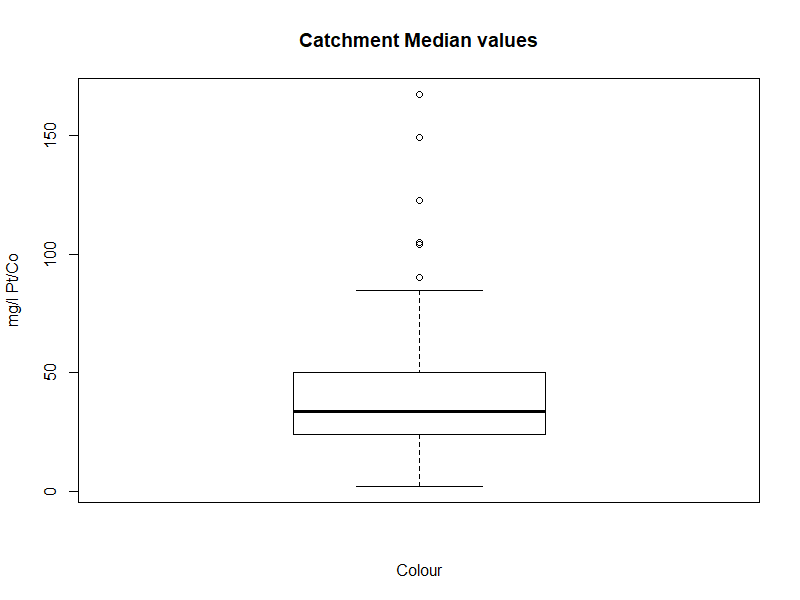 Catchment Median values
mg/l Pt/Co
150
100
50
0
Colour